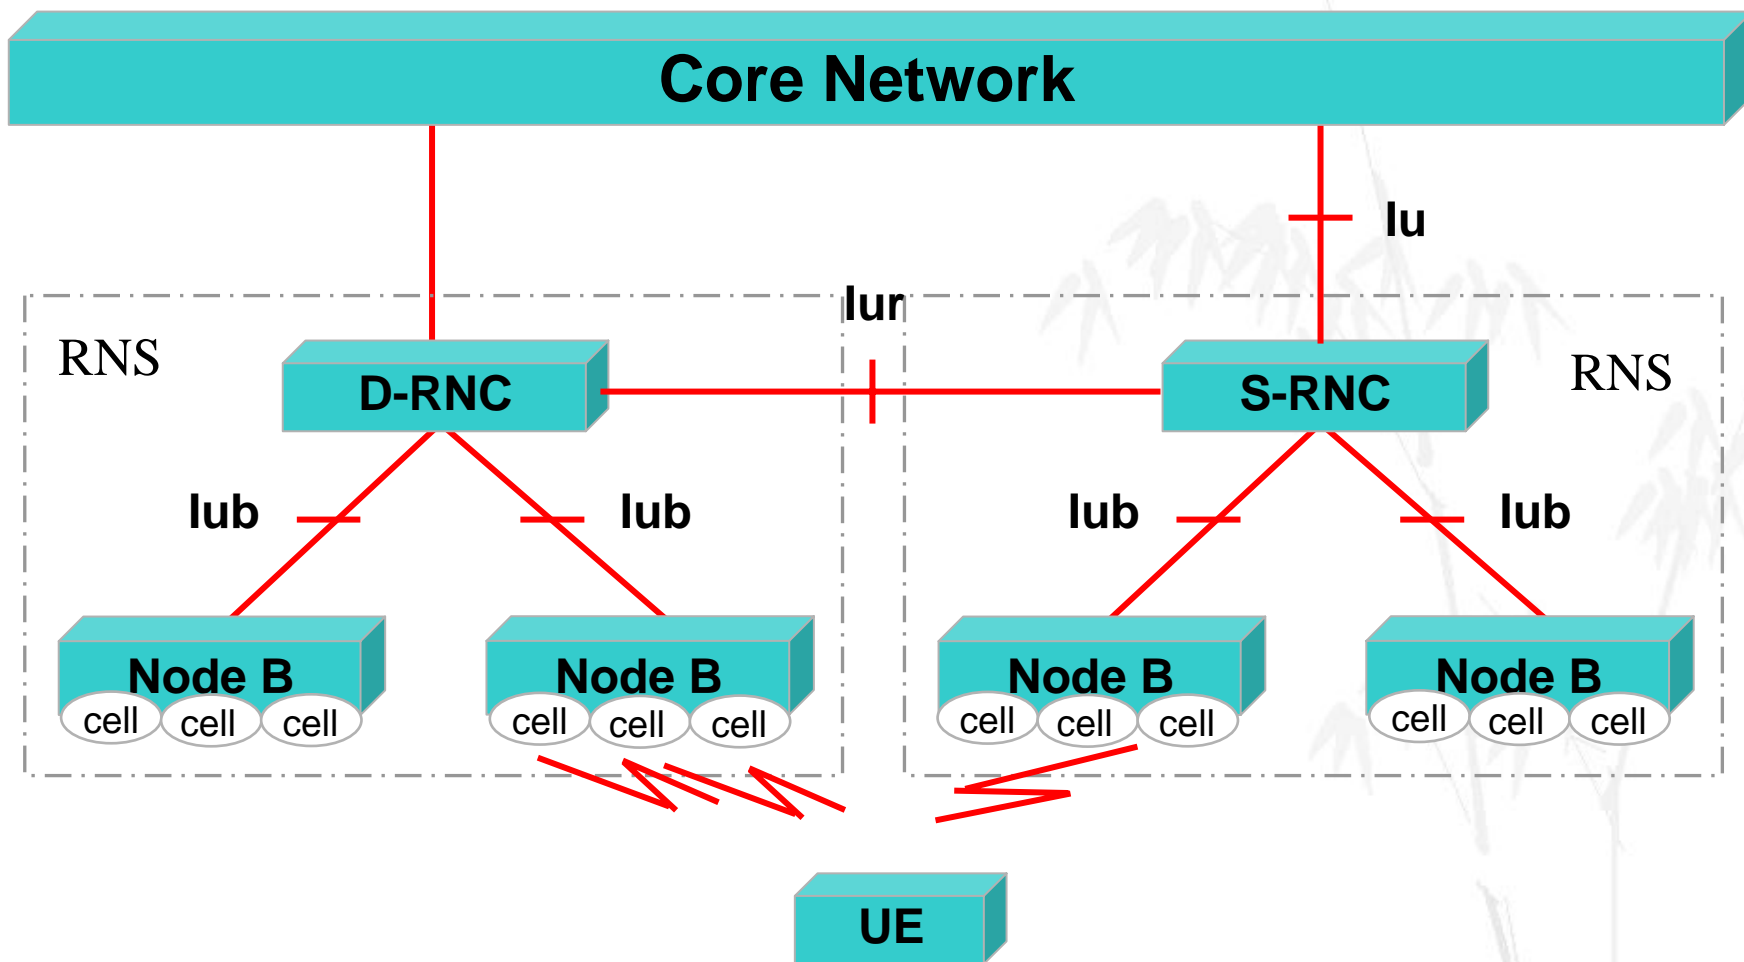 Core Network
Iu
Iur
RNS
D-RNC
S-RNC
RNS
Iub
Iub
Iub
Iub
Node B
Node B
Node B
Node B
cell
cell
cell
cell
cell
cell
cell
cell
cell
cell
cell
cell
UE